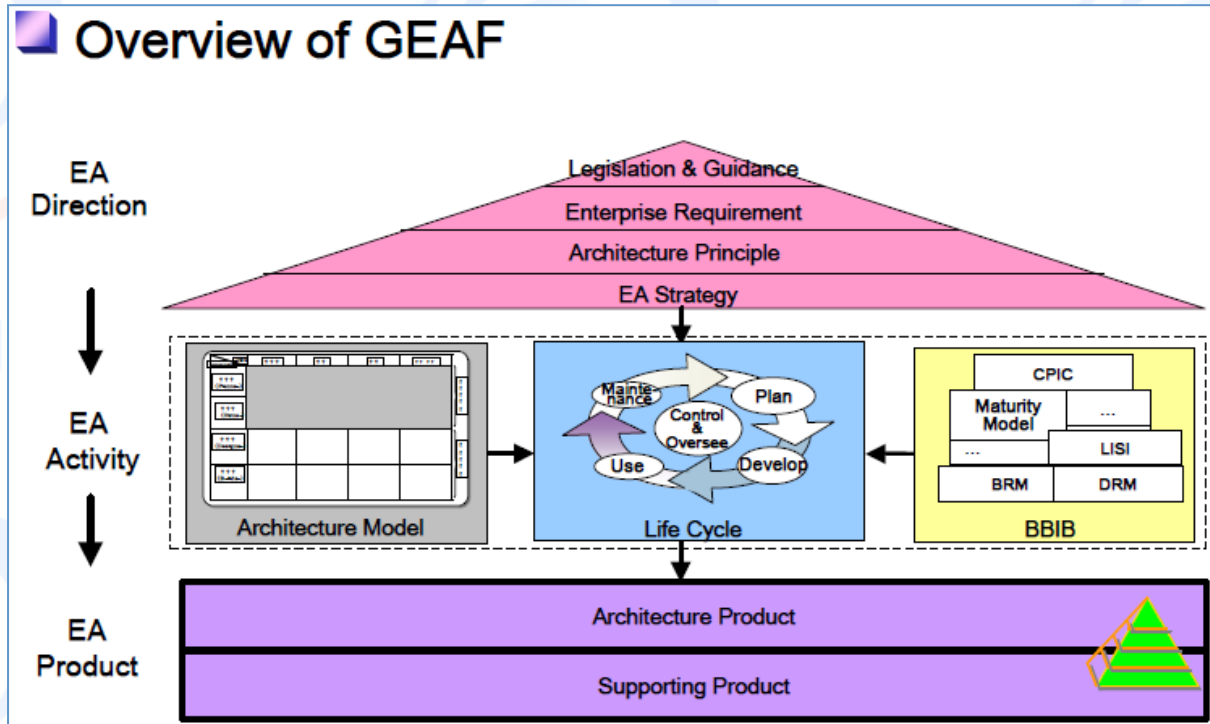 Overview of GEAF
EA
Direction
Legislation & Guidance
Enterprise Requirement
Architecture Principle
EA Strategy
EA
Activity
Architecture Model
Mainte-
nance
Plan
Control
&
Oversee
Use
Develop
Life Cycle
CPIC
Maturity
Model
...
...
LISI
BRM
DRM
BBIB
EA
Product
Architecture Product
Supporting Product